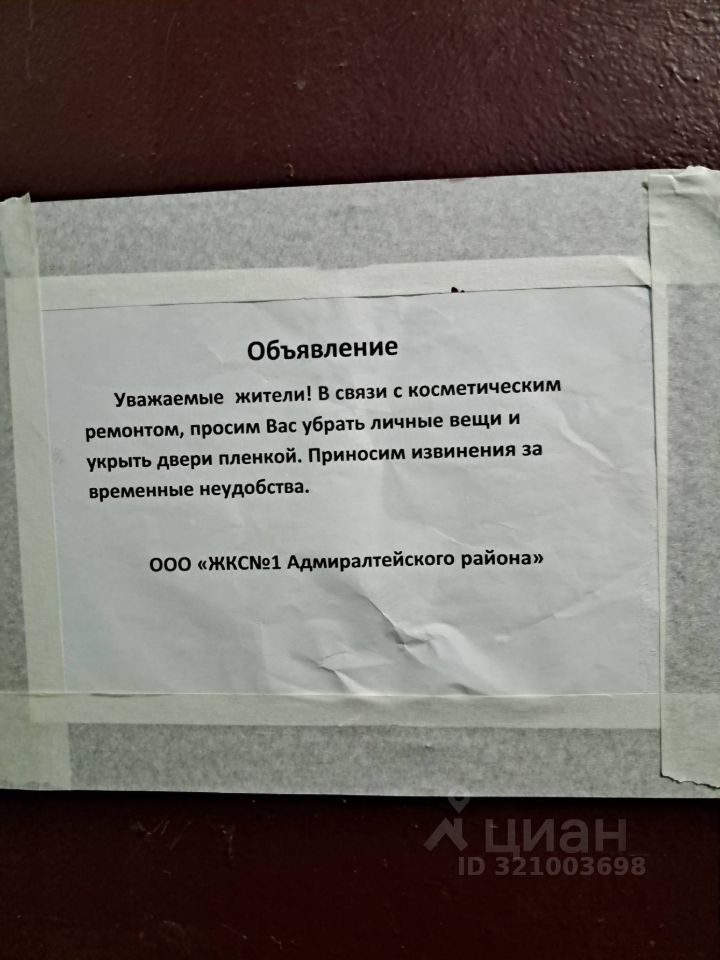 Объявление
Уважаемые жители! В связи с косметическим
ремонтом, просим Вас убрать личные вещи и
укрыть двери пленкой. Приносим извинения за
временные неудобства.
ООО «ЖКС№1 Адмиралтейского района»
циан
ID 321003698